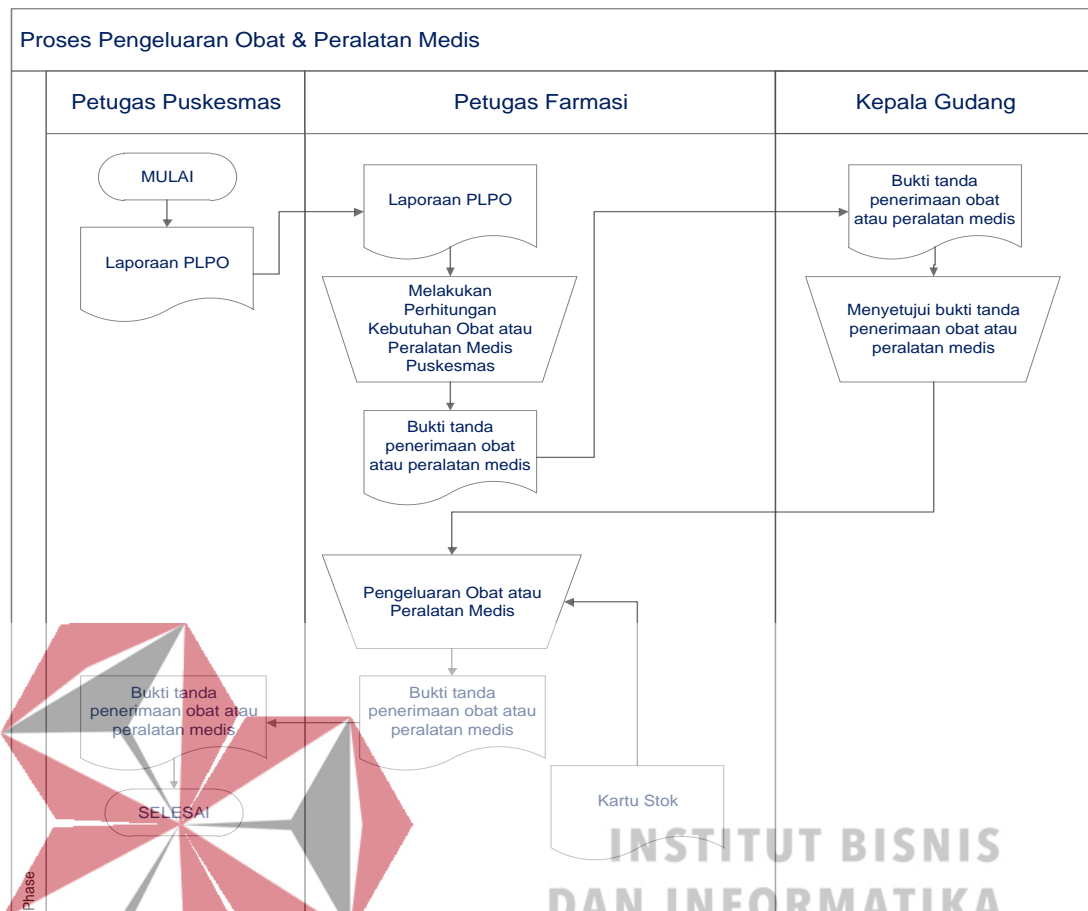 Proses Pengeluaran Obat & Peralatan Medis
Petugas Puskesmas
Petugas Farmasi
Kepala Gudang
MULAI
Laporaan PLPO
Laporaan PLPO
Melakukan
Perhitungan
Kebutuhan Obat atau
Peralatan Medis
Puskesmas
Bukti tanda
penerimaan obat
atau peralatan medis
Bukti tanda
penerimaan obat
atau peralatan medis
Menyetujui bukti tanda
penerimaan obat atau
peralatan medis
Pengeluaran Obat atau
Peralatan Medis
Bukti tanda
penerimaan obat atau
peralatan medis
Bukti tanda
penerimaan obat atau
peralatan medis
Kartu Stok
SELESAI
Phase
INSTITUT BISNIS
DAN INFORMATIKA